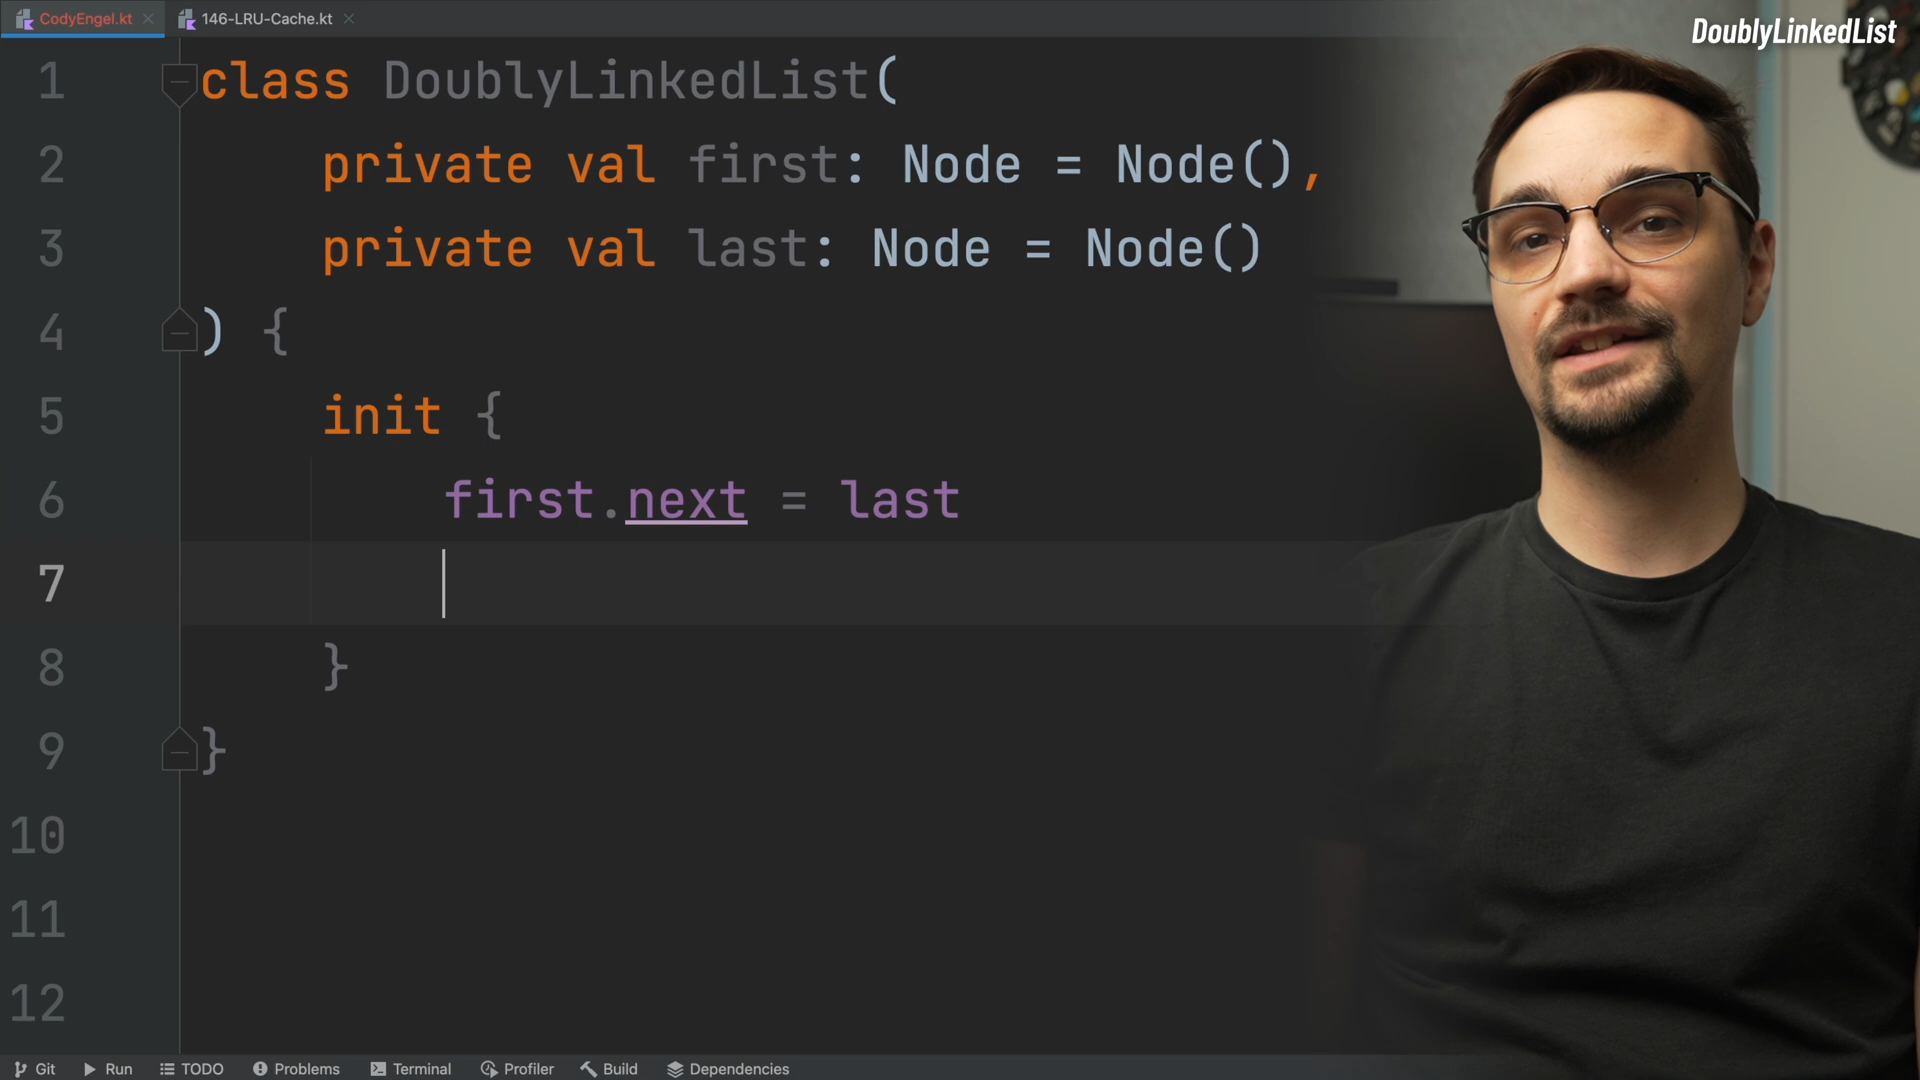 CodyEngel.kt
146-LRU-Cache.kt
DoublyLinkedList
1 class DoublyLinkedList(
2 private val first: Node = Node(),
3 private val last: Node = Node()
4 ) {
5 init {
6 first.next = last
7
8 }
9 }
10
11
12
Git Run TODO Problems Terminal Profiler Build Dependencies